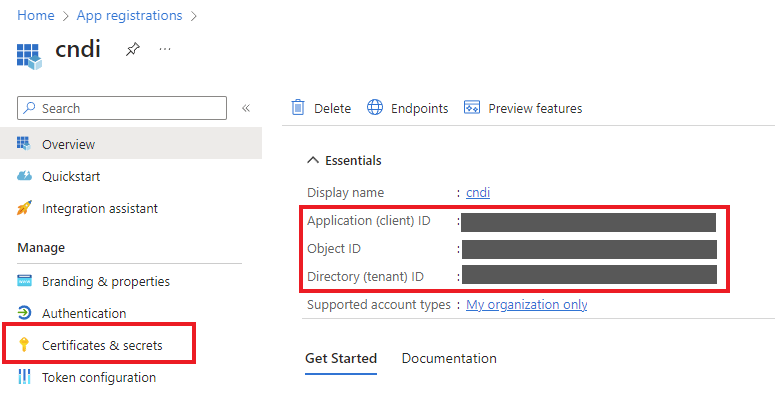 Home > App registrations >
cndi
...
Search
«
Overview
Quickstart
Integration assistant
Manage
Branding & properties
Authentication
Certificates & secrets
Token configuration
Delete Endpoints Preview features
Essentials
Display name : cndi
Application (client) ID :
Object ID :
Directory (tenant) ID :
Supported account types : My organization only
Get Started Documentation